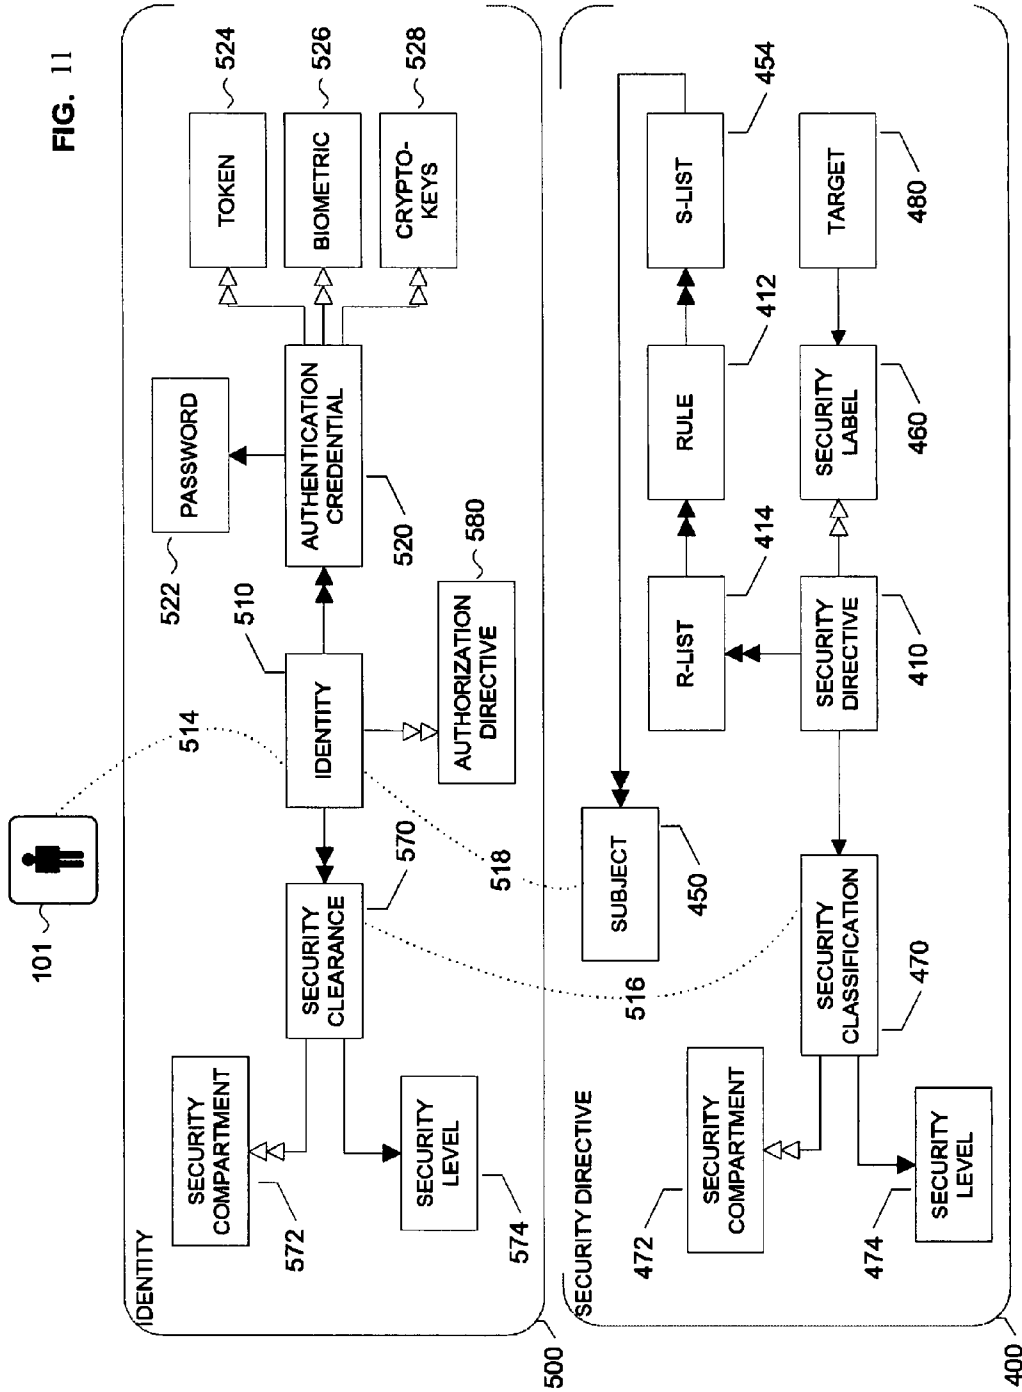 FIG. 11
101
514
IDENTITY
500
SECURITY
COMPARTMENT
572
SECURITY
LEVEL
574
SECURITY
CLEARANCE
570
IDENTITY
510
518
AUTHORIZATION
DIRECTIVE
580
AUTHENTICATION
CREDENTIAL
520
PASSWORD
522
TOKEN
524
BIOMETRIC
526
CRYPTO-
KEYS
528
SECURITY DIRECTIVE
400
SUBJECT
450
516
SECURITY
COMPARTMENT
472
SECURITY
LEVEL
474
SECURITY
CLASSIFICATION
470
SECURITY
DIRECTIVE
410
R-LIST
414
RULE
412
S-LIST
454
SECURITY
LABEL
460
TARGET
480